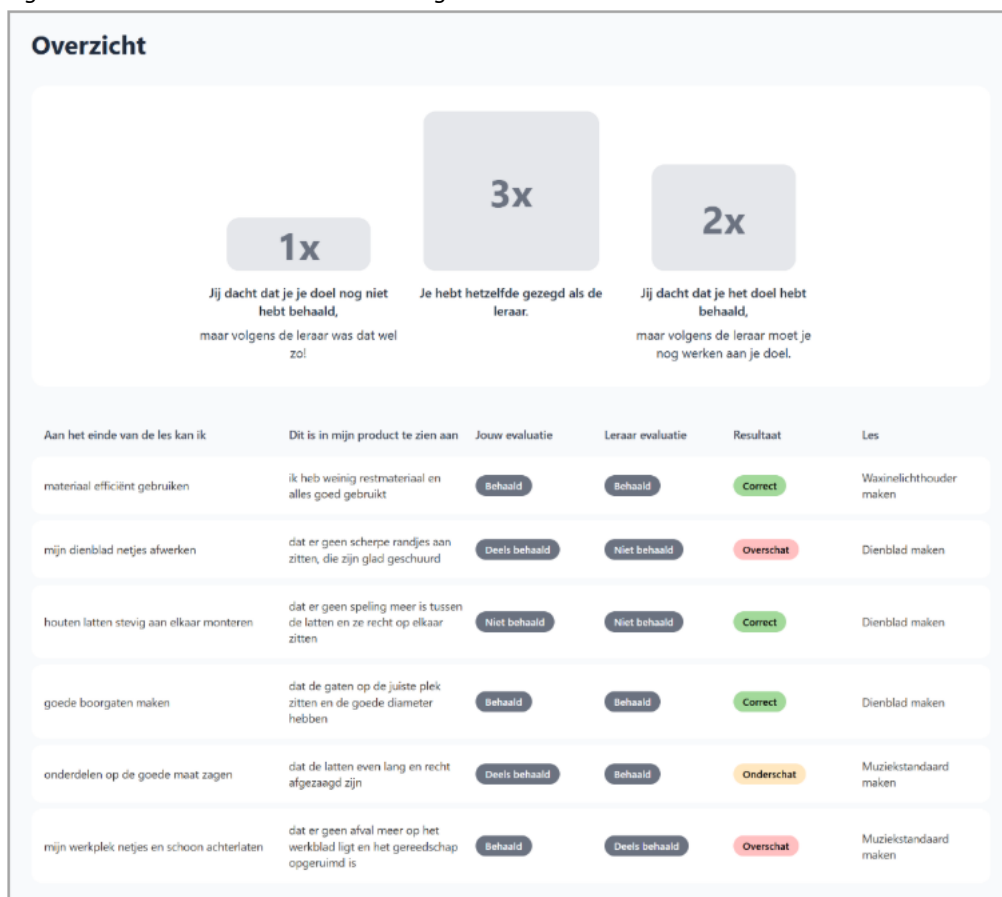 Overzicht
3x
2x
1x
Jij dacht dat je je doel nog niet
hebt behaald,
maar volgens de leraar was dat wel
zo!
Je hebt hetzelfde gezegd als de
leraar.
Jij dacht dat je het doel hebt
behaald,
maar volgens de leraar moet je
nog werken aan je doel.
Aan het einde van de les kan ik Dit is in mijn product te zien aan Jouw evaluatie Leraar evaluatie Resultaat Les
materiaal efficiënt gebruiken
ik heb weinig restmateriaal en
alles goed gebruikt
Behaald
Behaald
Correct
Waxinelichthouder
maken
mijn dienblad netjes afwerken
dat er geen scherpe randjes aan
zitten, die zijn glad geschuurd
Deels behaald
Niet behaald
Overschat
Dienblad maken
houten latten stevig aan elkaar monteren
dat er geen speling meer is tussen
de latten en ze recht op elkaar
zitten
Niet behaald
Niet behaald
Correct
Dienblad maken
goede boorgaten maken
dat de gaten op de juiste plek
zitten en de goede diameter
hebben
Behaald
Behaald
Correct
Dienblad maken
onderdelen op de goede maat zagen
dat de latten even lang en recht
afgezaagd zijn
Deels behaald
Behaald
Onderschat
Muziekstandaard
maken
mijn werkplek netjes en schoon achterlaten
dat er geen afval meer op het
werkblad ligt en het gereedschap
opgeruimd is
Behaald
Deels behaald
Overschat
Muziekstandaard
maken